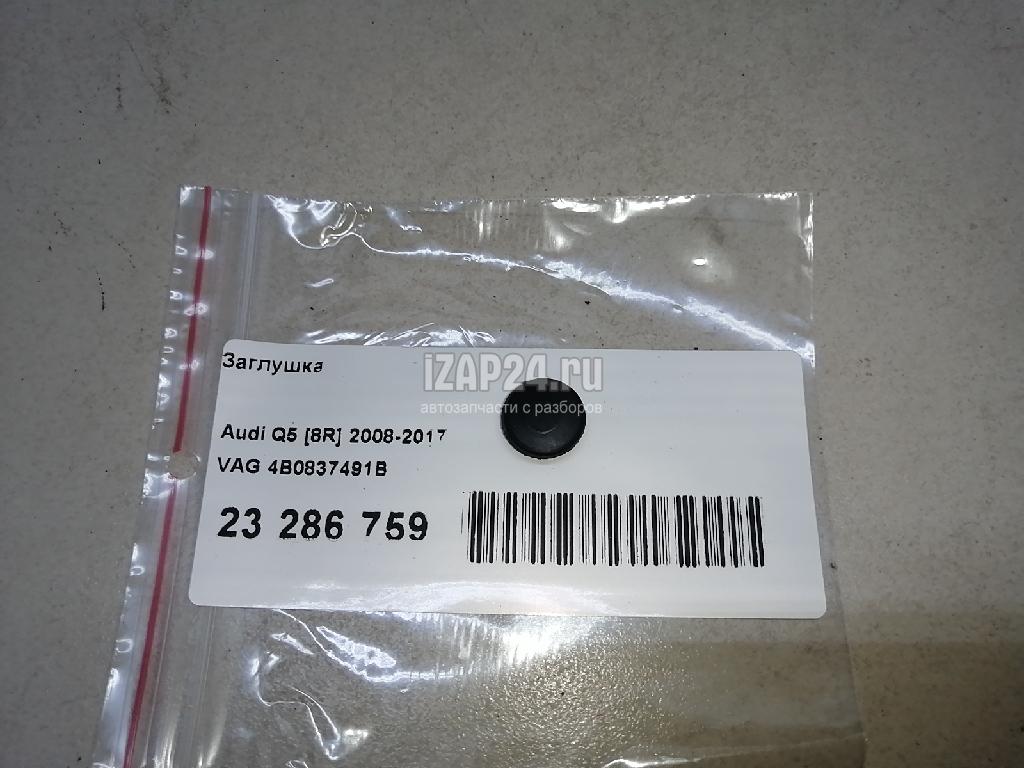 Заглушка
iZAP24.ru
автозапчасти с разборов
Audi Q5 [8R] 2008-2017
VAG 4B0837491B
23 286 759